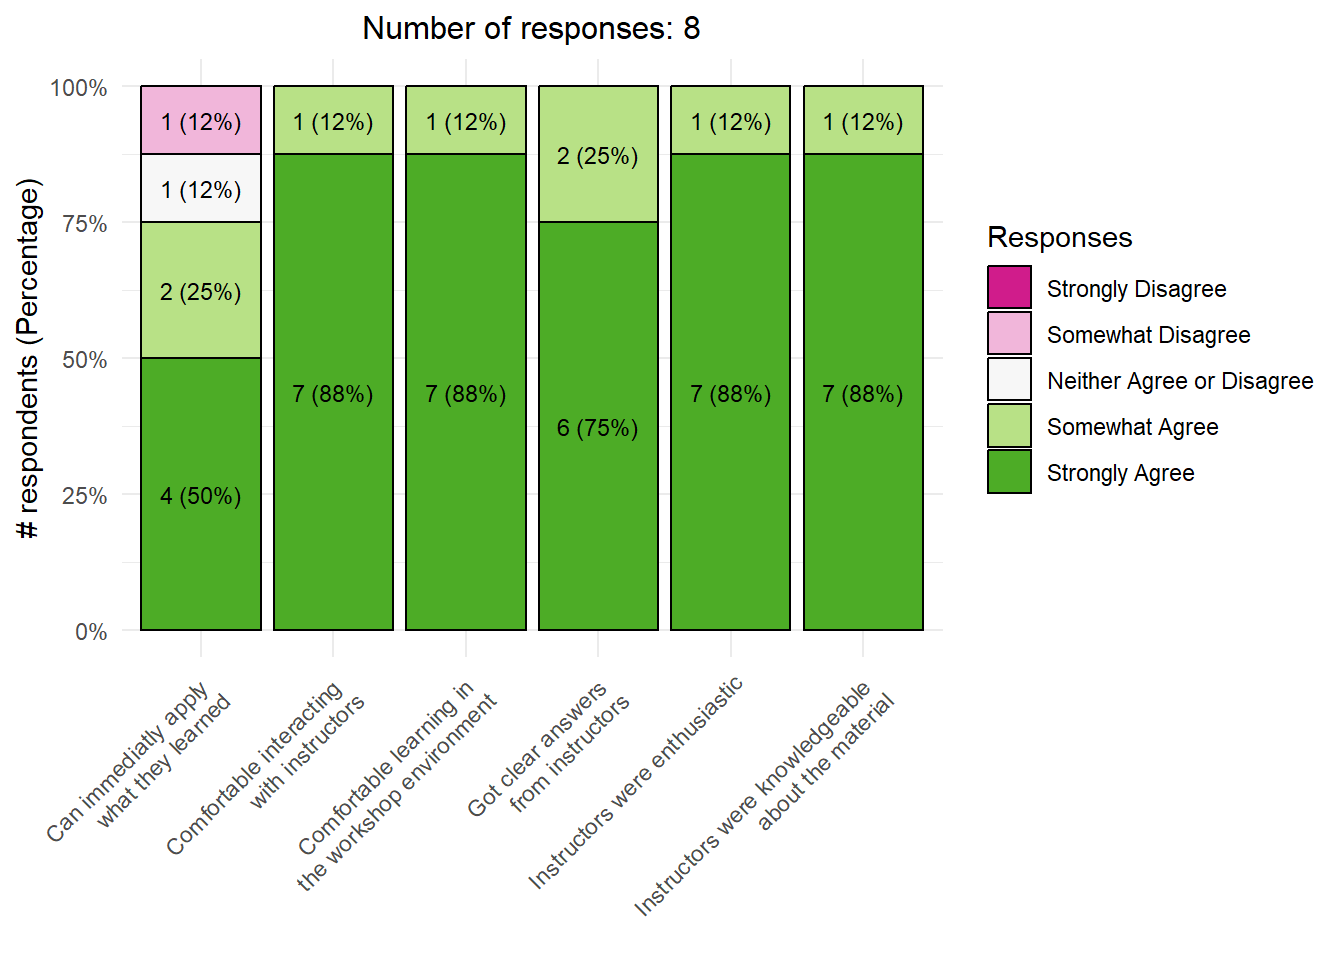 Number of responses: 8
# respondents (Percentage)
100%
75%
50%
25%
0%
1 (12%)
1 (12%)
2 (25%)
4 (50%)
1 (12%)
7 (88%)
1 (12%)
7 (88%)
2 (25%)
6 (75%)
1 (12%)
7 (88%)
1 (12%)
7 (88%)
Can immediatly apply
what they learned
Comfortable interacting
with instructors
Comfortable learning in
the workshop environment
Got clear answers
from instructors
Instructors were enthusiastic
Instructors were knowledgeable
about the material
Responses
Strongly Disagree
Somewhat Disagree
Neither Agree or Disagree
Somewhat Agree
Strongly Agree